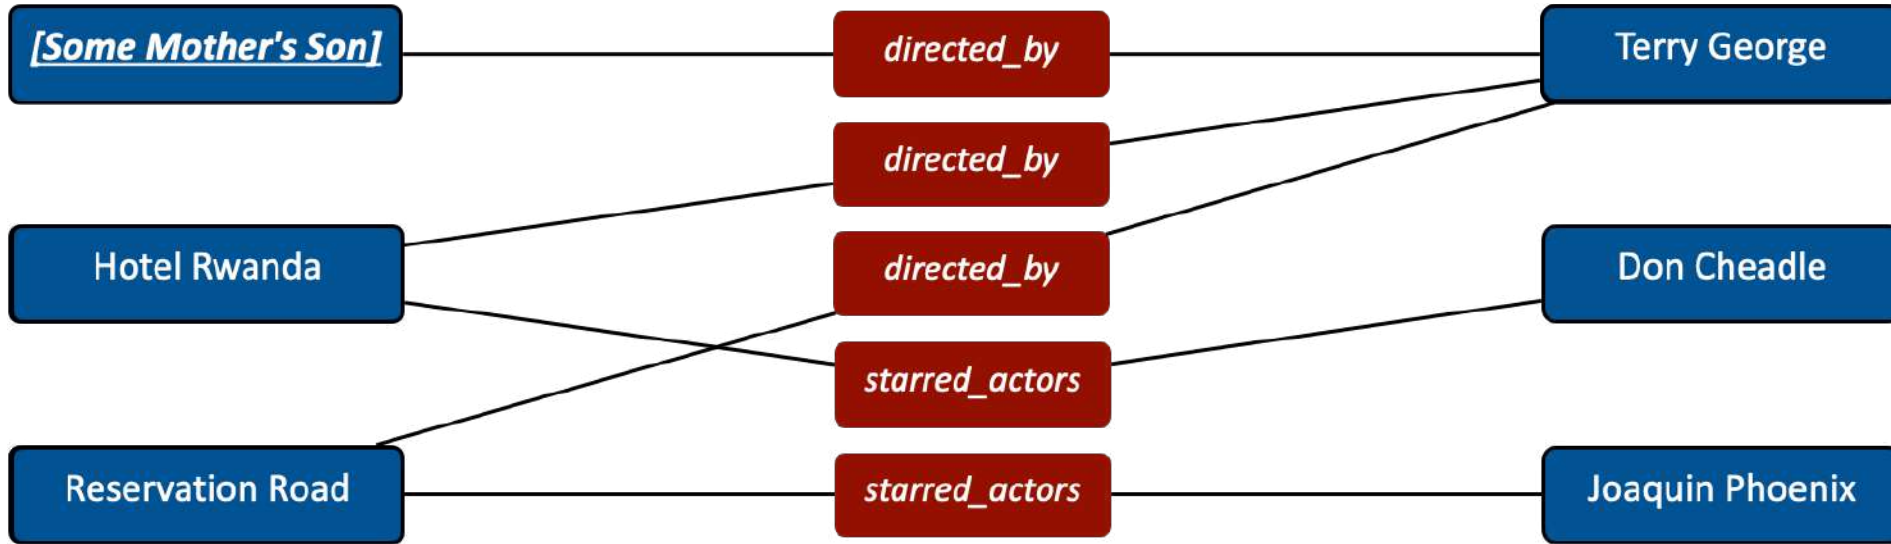 [Some Mother's Son]
directed_by
Terry George
directed_by
Hotel Rwanda
directed_by
Don Cheadle
starred_actors
Reservation Road
starred_actors
Joaquin Phoenix